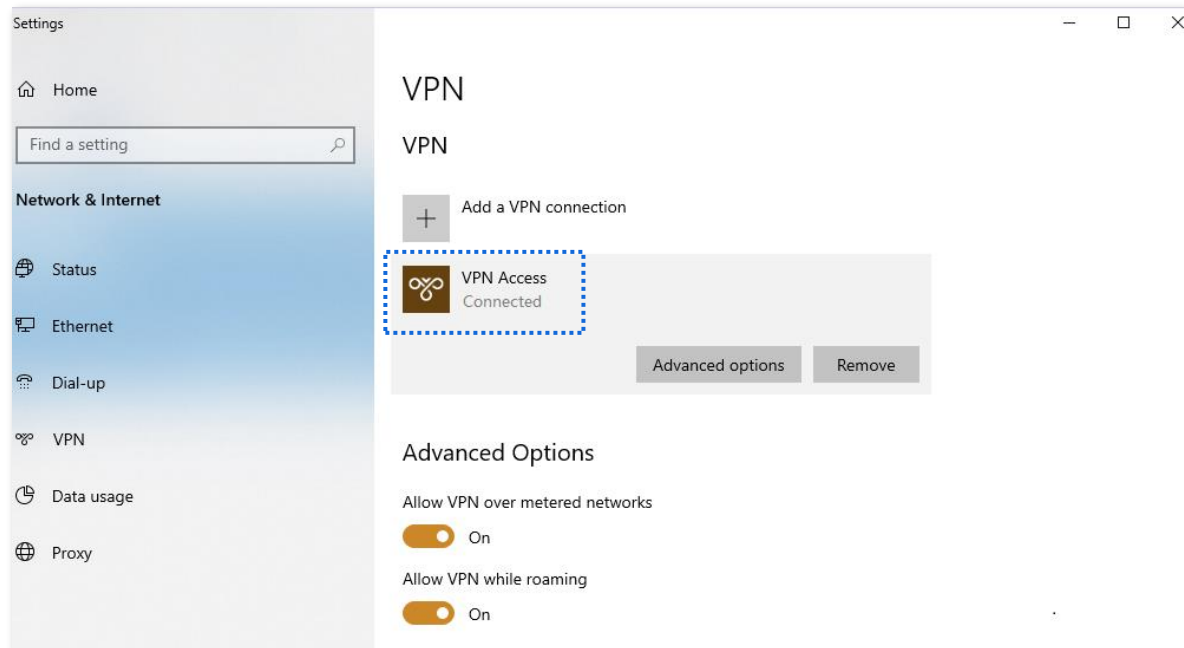 Settings
Home
Find a setting
Network & Internet
Status
Ethernet
Dial-up
VPN
Data usage
Proxy
VPN
VPN
Add a VPN connection
VPN Access
Connected
Advanced options
Remove
Advanced Options
Allow VPN over metered networks
On
Allow VPN while roaming
On